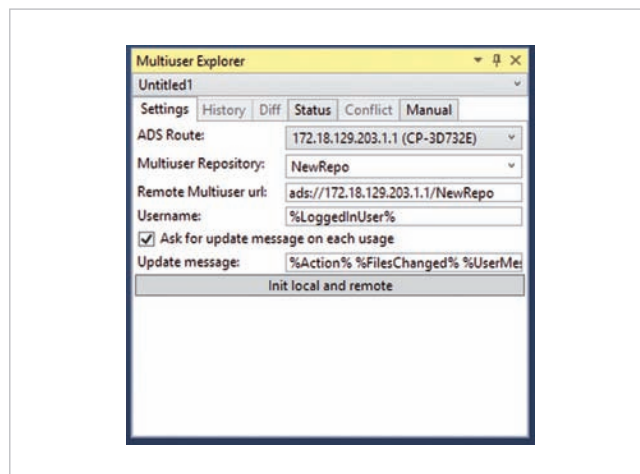 Multiuser Explorer
Untitled1
Settings History Diff Status Conflict Manual
ADS Route: 172.18.129.203.1.1 (CP-3D732E)
Multiuser Repository: NewRepo
Remote Multiuser url: ads://172.18.129.203.1.1/NewRepo
Username: %LoggedInUser%
Ask for update message on each usage
Update message: %Action% %FilesChanged% %UserMes
Init local and remote